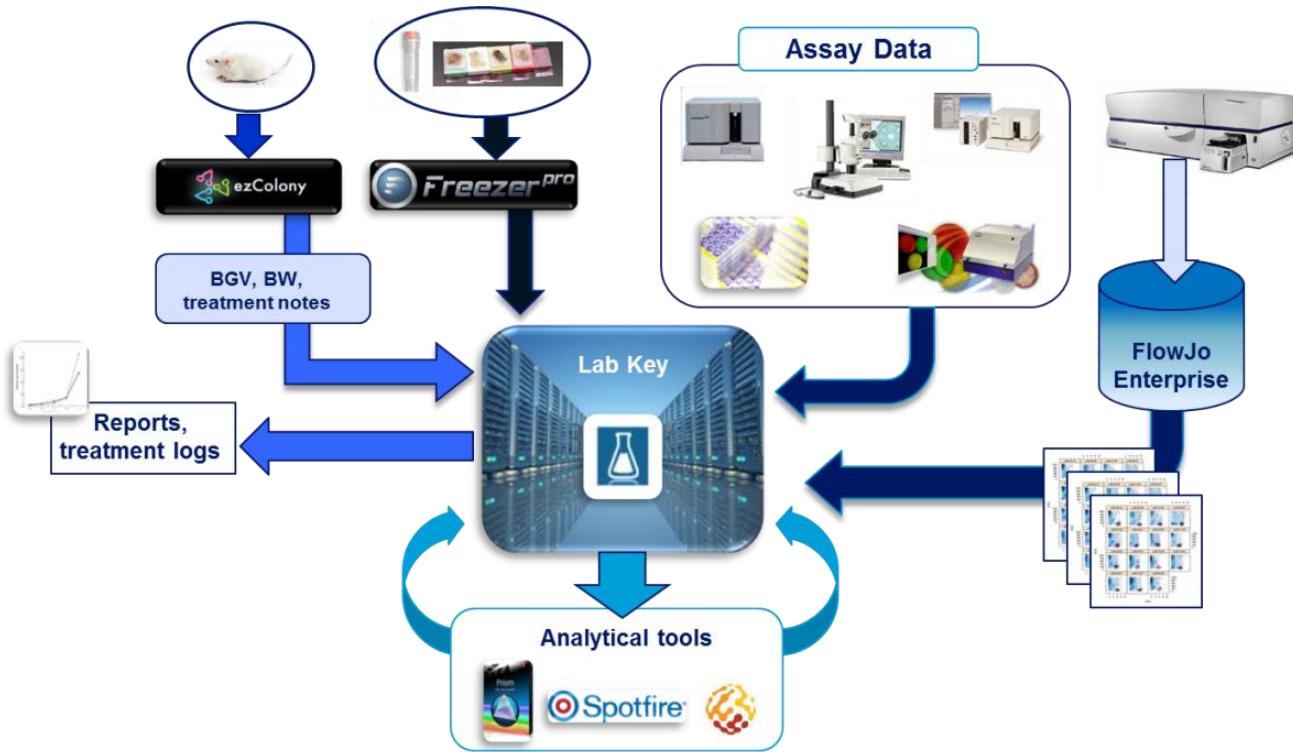 Assay Data
ezColony
Freezer pro
BGV, BW,
treatment notes
Lab Key
FlowJo
Enterprise
Reports,
treatment logs
Analytical tools
Prism
Spotfire